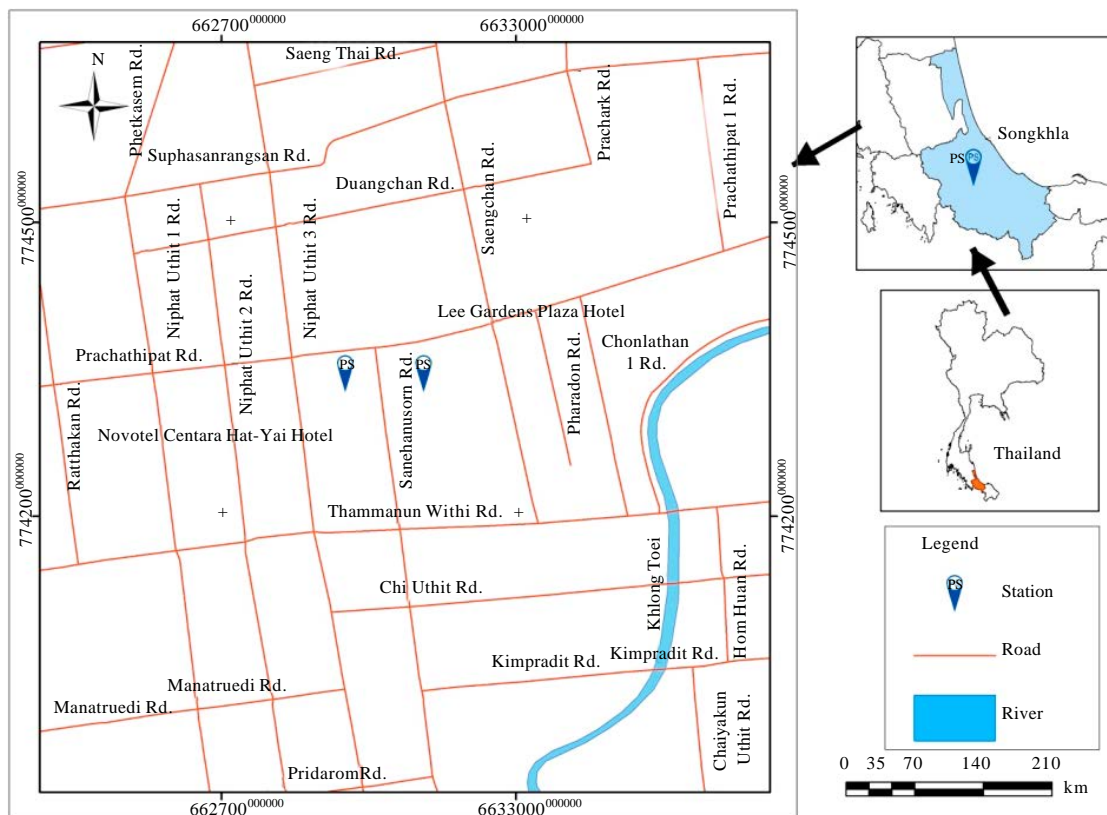 662700000000
6633000000000
Phetkasem Rd.
Saeng Thai Rd.
N
Prachark Rd.
Prachathipat 1 Rd.
Suphasanrangsan Rd.
Duangchan Rd.
Saengchan Rd.
774500000000
774500000000
Niphat Uthit 1 Rd.
Niphat Uthit 2 Rd.
Niphat Uthit 3 Rd.
Lee Gardens Plaza Hotel
Prachathipat Rd.
Chonlathan
1 Rd.
PS
PS
Pharadon Rd.
Ratthakan Rd.
Sanehanusorn Rd.
Novotel Centara Hat-Yai Hotel
Thammanun Withi Rd.
774200000000
774200000000
Chi Uthit Rd.
Khlong Toei
Hom Huan Rd.
Kimpradit Rd.
Kimpradit Rd.
Manatruedi Rd.
Manatruedi Rd.
Chaiyakun
Uthit Rd.
PridaromRd.
662700000000
6633000000000
Songkhla
PS
PS
Thailand
Legend
PS
Station
Road
River
0 35 70 140 210
km